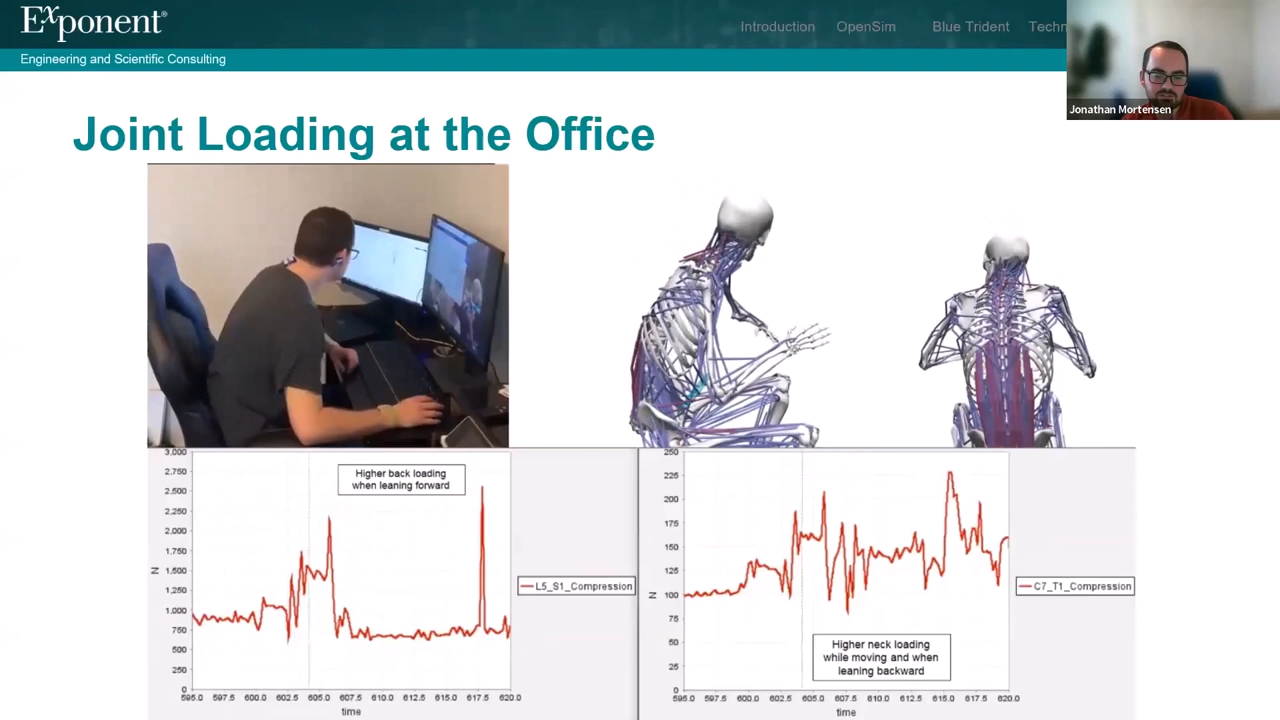 Exponent®
Introduction OpenSim Blue Trident Techn
Engineering and Scientific Consulting
Jonathan Mortensen
Joint Loading at the Office
3,000
2,750
2,500
2,250
2,000
1,750
1,500
1,250
1,000
750
500
250
0
N
Higher back loading
when leaning forward
L5_S1_Compression
595.0 597.5 600.0 602.5 605.0 607.5 610.0 612.5 615.0 617.5 620.0
time
250
225
200
175
150
125
100
75
50
25
0
N
C7_T1_Compression
Higher neck loading
while moving and when
leaning backward
595.0 597.5 600.0 602.5 605.0 607.5 610.0 612.5 615.0 617.5 620.0
time